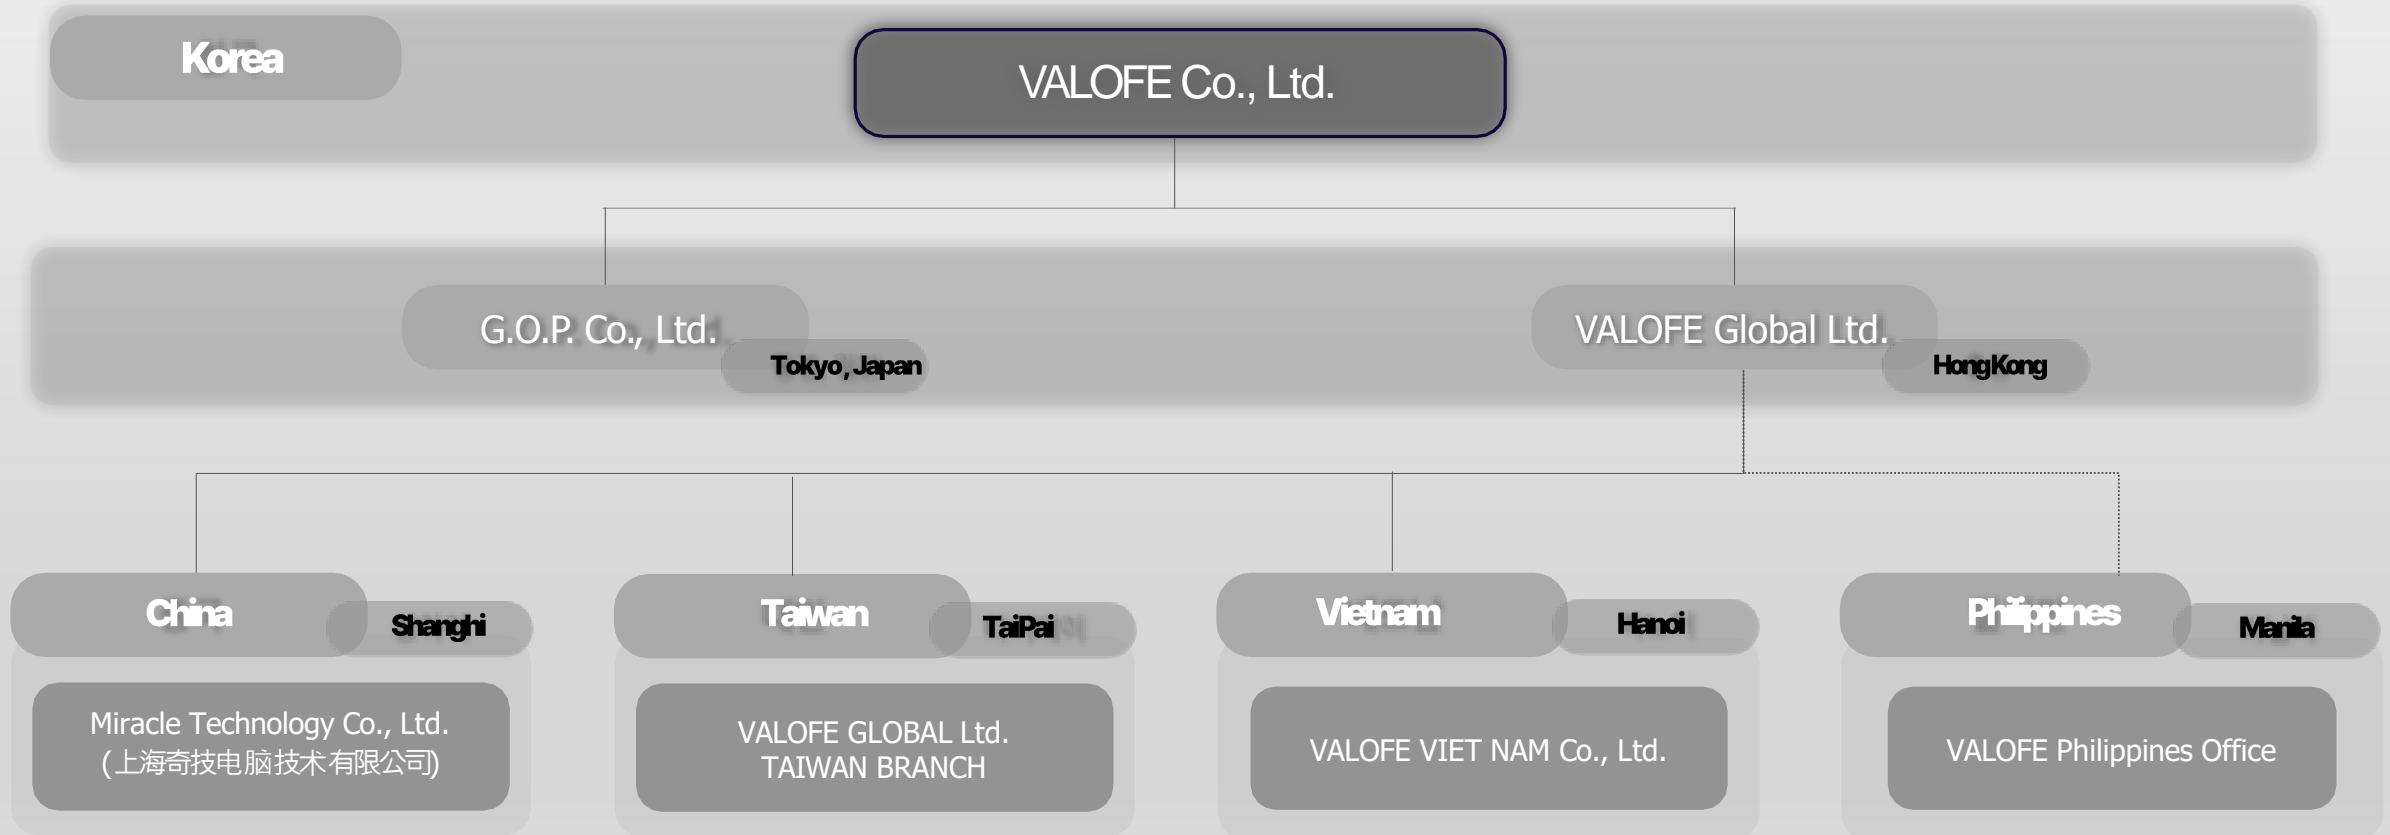 Korea
VALOFE Co., Ltd.
G.O.P. Co., Ltd.
Tokyo, Japan
VALOFE Global Ltd.
HongKong
China
Shanghi
Miracle Technology Co., Ltd.
(上海奇技电脑技术有限公司)
Taiwan
TaiPai
VALOFE GLOBAL Ltd.
TAIWAN BRANCH
Vietnam
Hanoi
VALOFE VIET NAM Co., Ltd.
Philippines
Manila
VALOFE Philippines Office